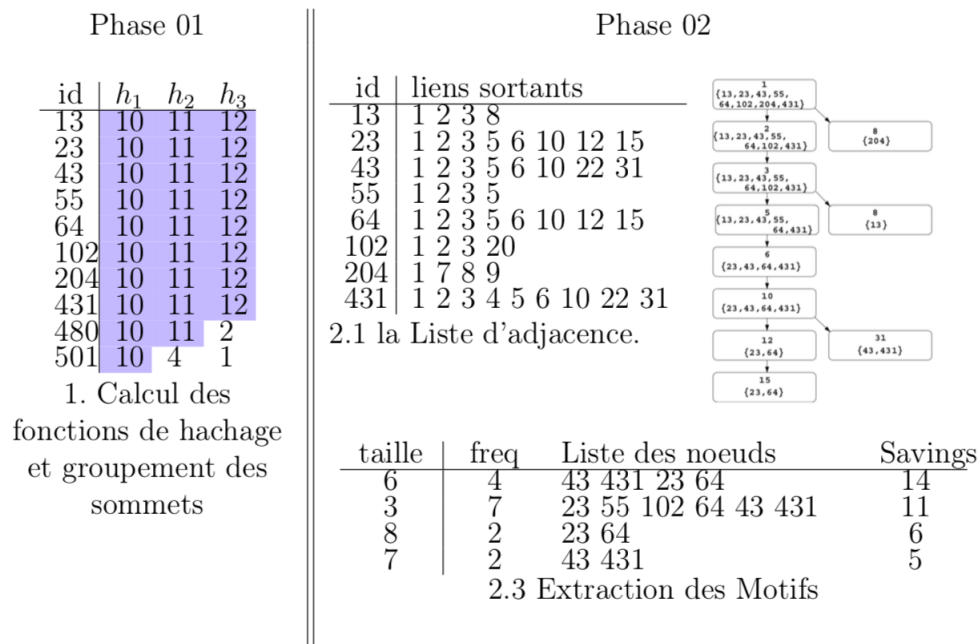 Phase 01
id h1 h2 h3
13 10 11 12
23 10 11 12
43 10 11 12
55 10 11 12
64 10 11 12
102 10 11 12
204 10 11 12
431 10 11 12
480 10 11 2
501 10 4 1
1. Calcul des
fonctions de hachage
et groupement des
sommets
Phase 02
id liens sortants
13 1 2 3 8
23 1 2 3 5 6 10 12 15
43 1 2 3 5 6 10 22 31
55 1 2 3 5
64 1 2 3 5 6 10 12 15
102 1 2 3 20
204 1 7 8 9
431 1 2 3 4 5 6 10 22 31
2.1 la Liste d'adjacence.
1
{13,23,43,55,
64,102,204,431}
2
{13,23,43,55,
64,102,431}
8
{204}
3
{13,23,43,55,
64,102,431}
5
{13,23,43,55,
64,431}
8
{13}
6
{23,43,64,431}
10
{23,43,64,431}
12
{23,64}
31
{43,431}
15
{23,64}
taille freq Liste des noeuds Savings
6 4 43 431 23 64 14
3 7 23 55 102 64 43 431 11
8 2 23 64 6
7 2 43 431 5
2.3 Extraction des Motifs